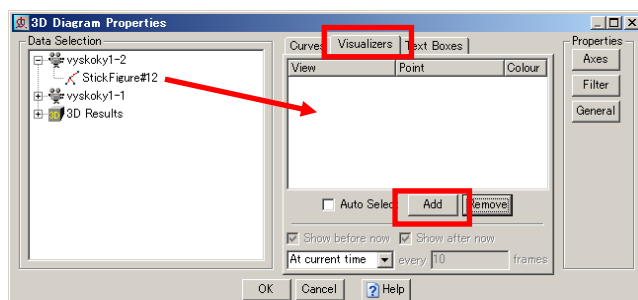 3D Diagram Properties
Data Selection
vyskoky1-2
StickFigure#12
vyskoky1-1
3D Results
Curves Visualizers Text Boxes
View Point Colour
Auto Select Add Remove
Show before now Show after now
At current time every 10 frames
Properties
Axes
Filter
General
OK Cancel Help